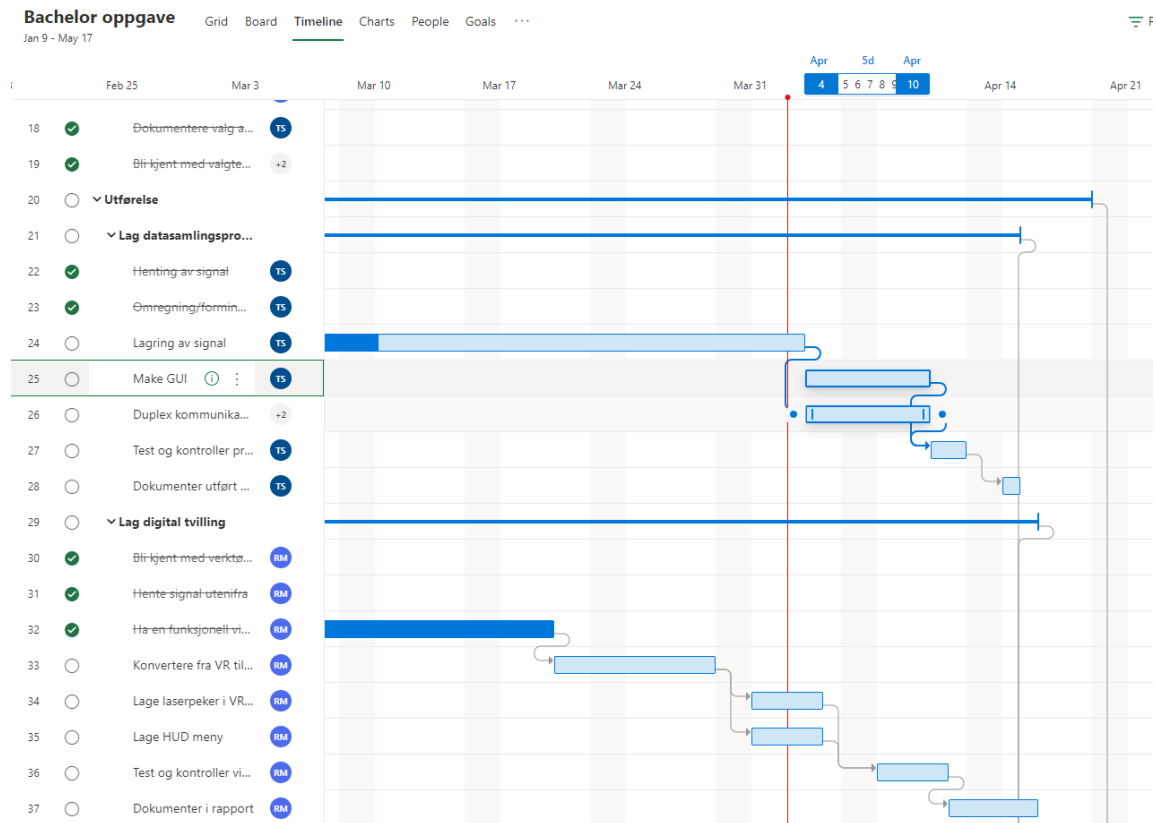 Bachelor oppgave
Grid Board Timeline Charts People Goals ···
Jan 9 - May 17
Apr 5d Apr
Feb 25 Mar 3 Mar 10 Mar 17 Mar 24 Mar 31 4 5 6 7 8 9 10 Apr 14 Apr 21
18 Dokumentere valg a... TS
19 Bli kjent med valgte... +2
20 Utførelse
21 Lag datasamlingspro...
22 Henting av signal TS
23 Omregning/formin... TS
24 Lagring av signal TS
25 Make GUI TS
26 Duplex kommunika... +2
27 Test og kontroller pr... TS
28 Dokumenter utført ... TS
29 Lag digital tvilling
30 Bli kjent med verktø... RM
31 Hente signal utenifra RM
32 Ha en funksjonell vi... RM
33 Konvertere fra VR til... RM
34 Lage laserpeker i VR... RM
35 Lage HUD meny RM
36 Test og kontroller vi... RM
37 Dokumenter i rapport RM